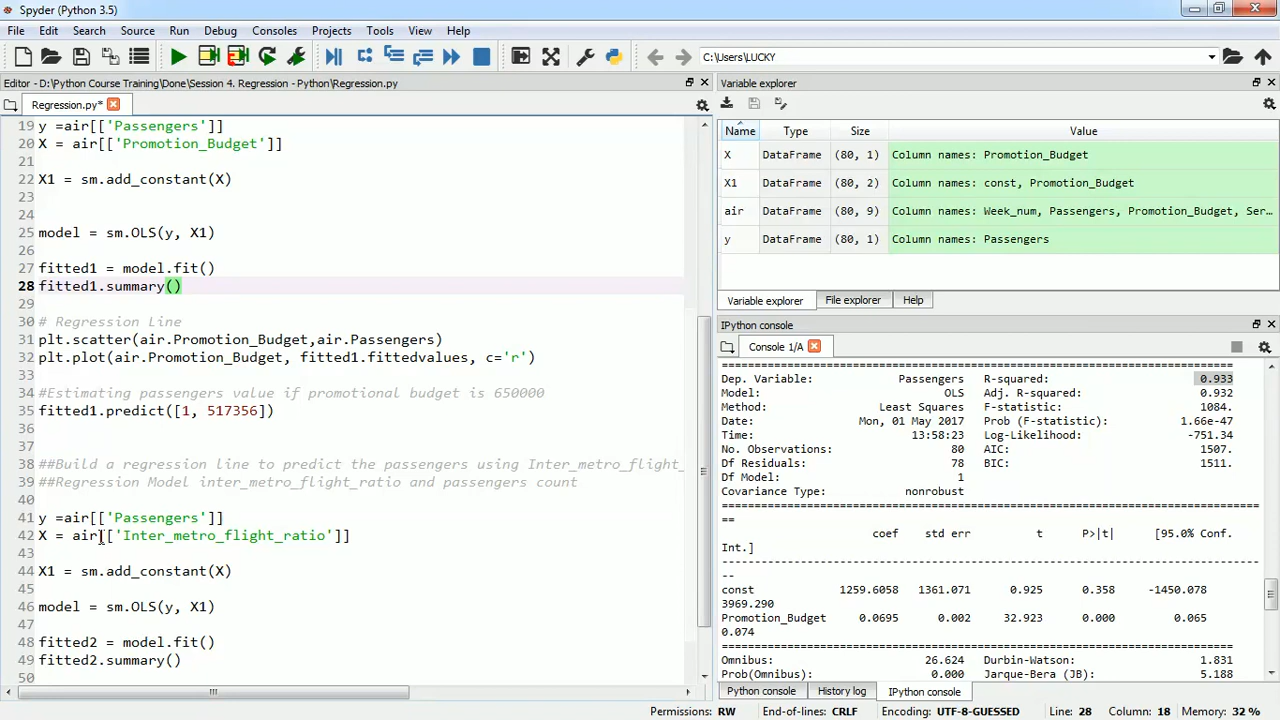 Spyder (Python 3.5)
File Edit Search Source Run Debug Consoles Projects Tools View Help
C:\Users\LUCKY
Editor - D:\Python Course Training\Done\Session 4. Regression - Python\Regression.py
Regression.py*
19 y =air[['Passengers']]
20 X = air[['Promotion_Budget']]
21
22 X1 = sm.add_constant(X)
23
24
25 model = sm.OLS(y, X1)
26
27 fitted1 = model.fit()
28 fitted1.summary()
29
30 # Regression Line
31 plt.scatter(air.Promotion_Budget,air.Passengers)
32 plt.plot(air.Promotion_Budget, fitted1.fittedvalues, c='r')
33
34 #Estimating passengers value if promotional budget is 650000
35 fitted1.predict([1, 517356])
36
37
38 ##Build a regression line to predict the passengers using Inter_metro_flight_
39 ##Regression Model inter_metro_flight_ratio and passengers count
40
41 y =air[['Passengers']]
42 X = air[['Inter_metro_flight_ratio']]
43
44 X1 = sm.add_constant(X)
45
46 model = sm.OLS(y, X1)
47
48 fitted2 = model.fit()
49 fitted2.summary()
50
Variable explorer
Name Type Size Value
X DataFrame (80, 1) Column names: Promotion_Budget
X1 DataFrame (80, 2) Column names: const, Promotion_Budget
air DataFrame (80, 9) Column names: Week_num, Passengers, Promotion_Budget, Ser...
y DataFrame (80, 1) Column names: Passengers
Variable explorer File explorer Help
IPython console
Console 1/A
==============================================================================
Dep. Variable: Passengers R-squared: 0.933
Model: OLS Adj. R-squared: 0.932
Method: Least Squares F-statistic: 1084.
Date: Mon, 01 May 2017 Prob (F-statistic): 1.66e-47
Time: 13:58:23 Log-Likelihood: -751.34
No. Observations: 80 AIC: 1507.
Df Residuals: 78 BIC: 1511.
Df Model: 1
Covariance Type: nonrobust
==============================================================================
==
coef std err t P>|t| [95.0% Conf.
Int.]
------------------------------------------------------------------------------
--
const 1259.6058 1361.071 0.925 0.358 -1450.078
3969.290
Promotion_Budget 0.0695 0.002 32.923 0.000 0.065
0.074
==============================================================================
Omnibus: 26.624 Durbin-Watson: 1.831
Prob(Omnibus): 0.000 Jarque-Bera (JB): 5.188
Python console History log IPython console
Permissions: RW End-of-lines: CRLF Encoding: UTF-8-GUESSED Line: 28 Column: 18 Memory: 32 %